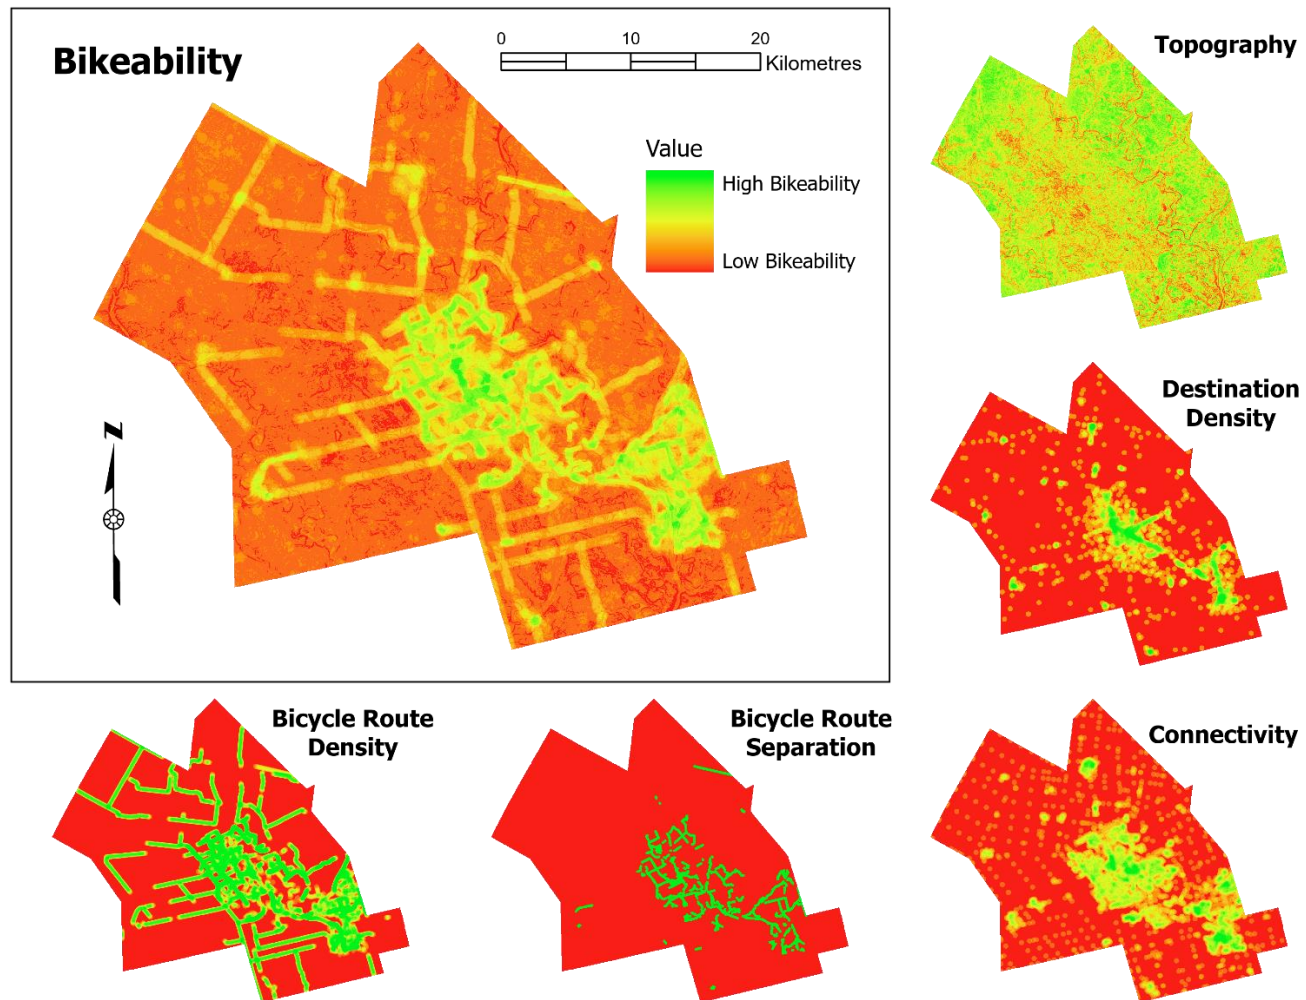 Bikeability
0 10 20
Kilometres
Value
High Bikeability
Low Bikeability
N
Topography
Destination
Density
Bicycle Route
Density
Bicycle Route
Separation
Connectivity